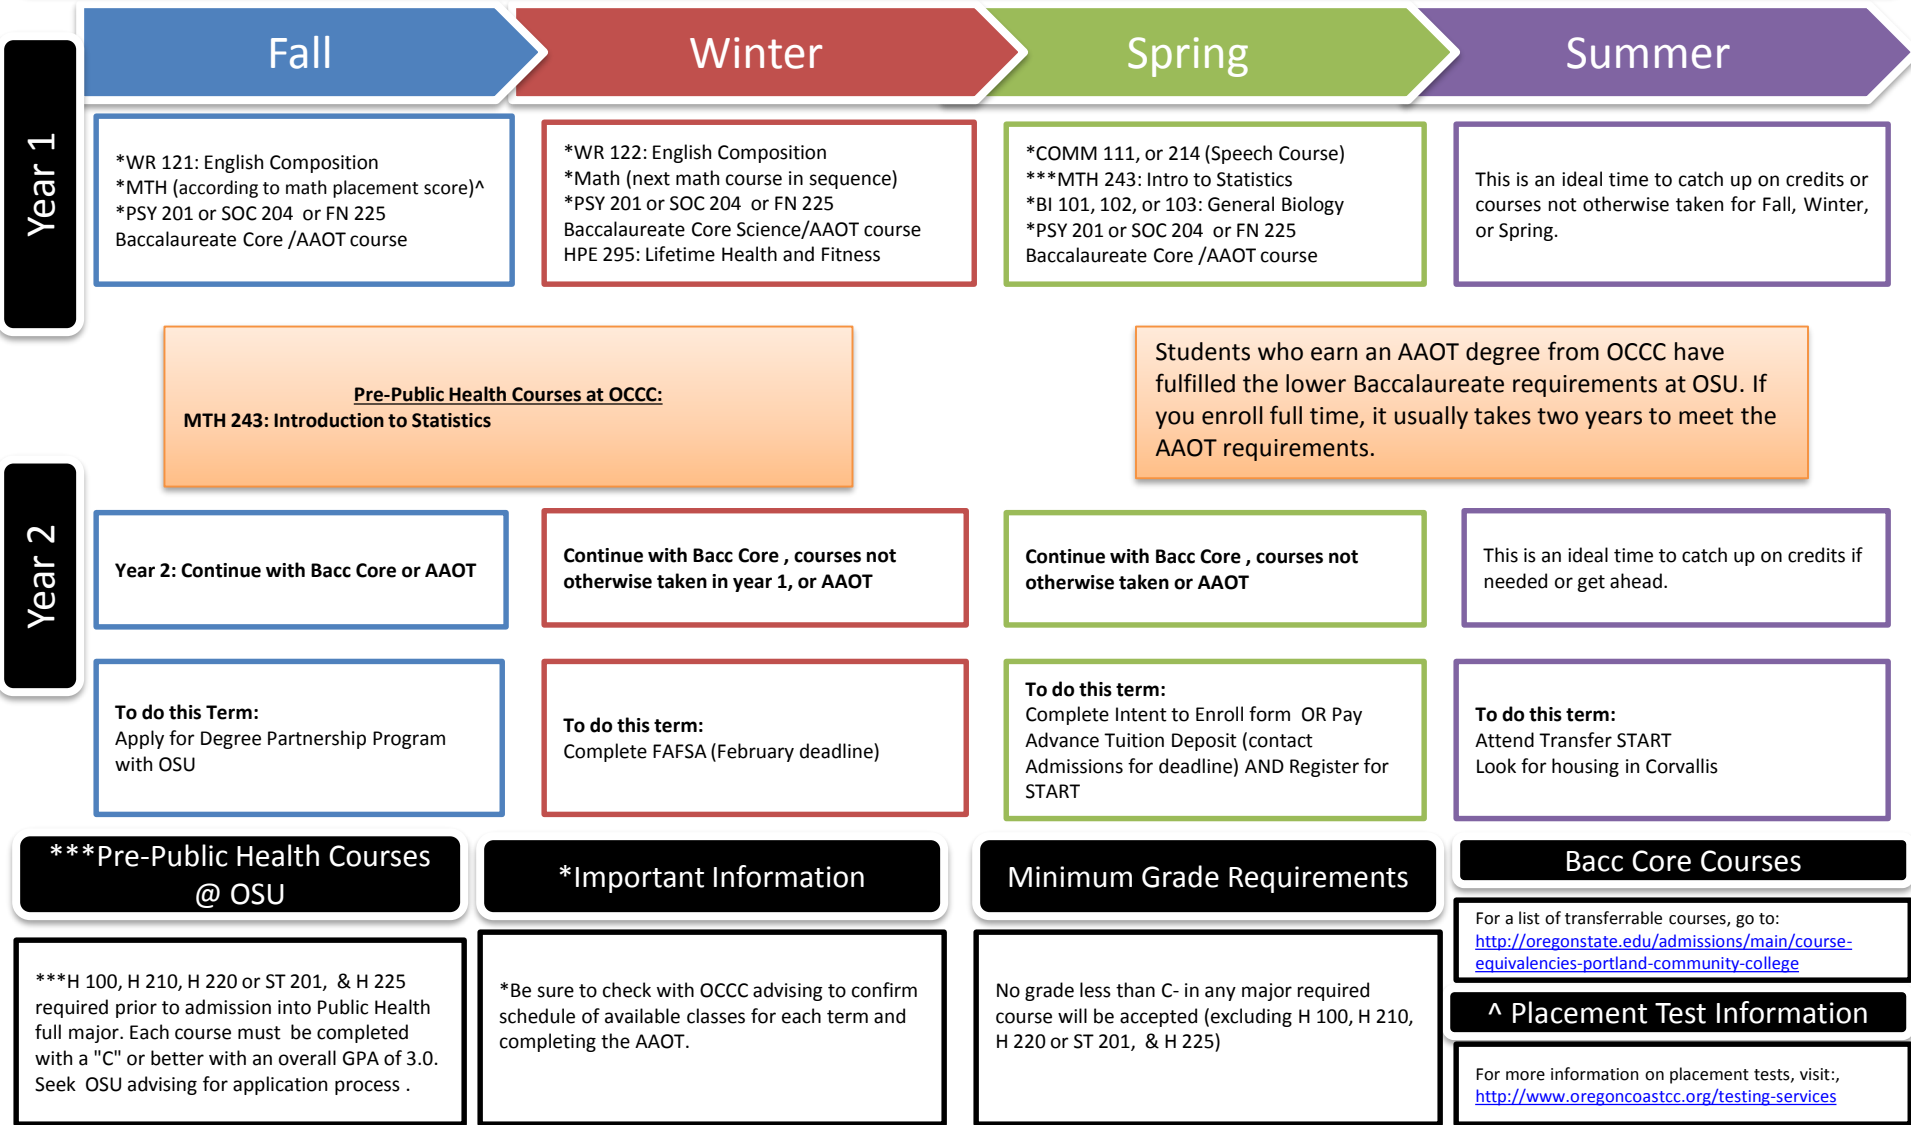 Fall
Winter
Spring
Summer
Year 1
*WR 121: English Composition
*MTH (according to math placement score)^
*PSY 201 or SOC 204 or FN 225
Baccalaureate Core /AAOT course
*WR 122: English Composition
*Math (next math course in sequence)
*PSY 201 or SOC 204 or FN 225
Baccalaureate Core Science/AAOT course
HPE 295: Lifetime Health and Fitness
*COMM 111, or 214 (Speech Course)
***MTH 243: Intro to Statistics
*BI 101, 102, or 103: General Biology
*PSY 201 or SOC 204 or FN 225
Baccalaureate Core /AAOT course
This is an ideal time to catch up on credits or
courses not otherwise taken for Fall, Winter,
or Spring.
Pre-Public Health Courses at OCCC:
MTH 243: Introduction to Statistics
Students who earn an AAOT degree from OCCC have
fulfilled the lower Baccalaureate requirements at OSU. If
you enroll full time, it usually takes two years to meet the
AAOT requirements.
Year 2
Year 2: Continue with Bacc Core or AAOT
Continue with Bacc Core , courses not
otherwise taken in year 1, or AAOT
Continue with Bacc Core , courses not
otherwise taken or AAOT
This is an ideal time to catch up on credits if
needed or get ahead.
To do this Term:
Apply for Degree Partnership Program
with OSU
To do this term:
Complete FAFSA (February deadline)
To do this term:
Complete Intent to Enroll form OR Pay
Advance Tuition Deposit (contact
Admissions for deadline) AND Register for
START
To do this term:
Attend Transfer START
Look for housing in Corvallis
***Pre-Public Health Courses
@ OSU
***H 100, H 210, H 220 or ST 201, & H 225
required prior to admission into Public Health
full major. Each course must be completed
with a "C" or better with an overall GPA of 3.0.
Seek OSU advising for application process .
*Important Information
*Be sure to check with OCCC advising to confirm
schedule of available classes for each term and
completing the AAOT.
Minimum Grade Requirements
No grade less than C- in any major required
course will be accepted (excluding H 100, H 210,
H 220 or ST 201, & H 225)
Bacc Core Courses
For a list of transferrable courses, go to:
http://oregonstate.edu/admissions/main/course-
equivalencies-portland-community-college
^ Placement Test Information
For more information on placement tests, visit:,
http://www.oregoncoastcc.org/testing-services